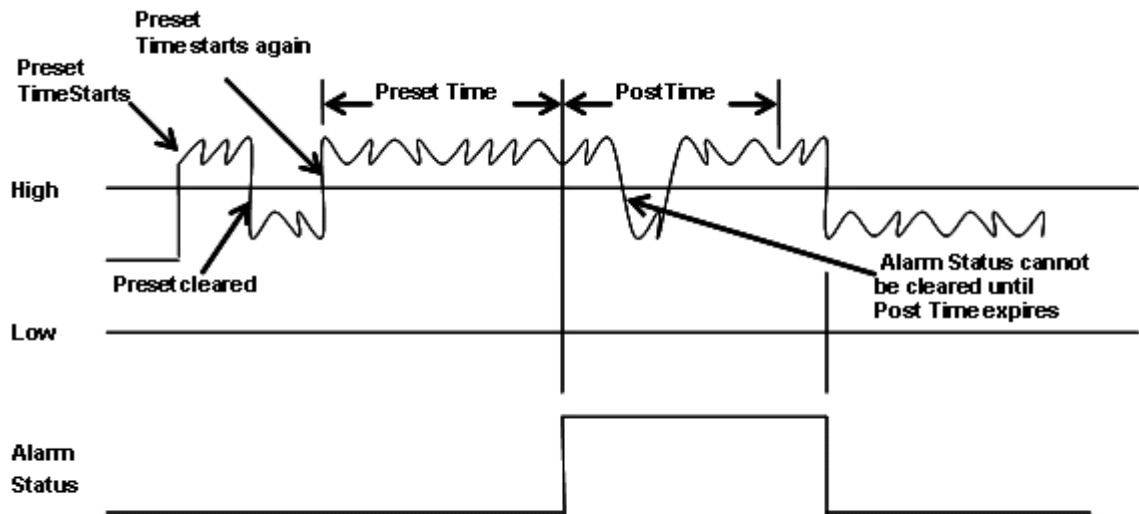 Preset
Time starts again
Preset
TimeStarts
Preset Time
PostTime
High
Preset cleared
Alarm Status cannot
be cleared until
Post Time expires
Low
Alarm
Status